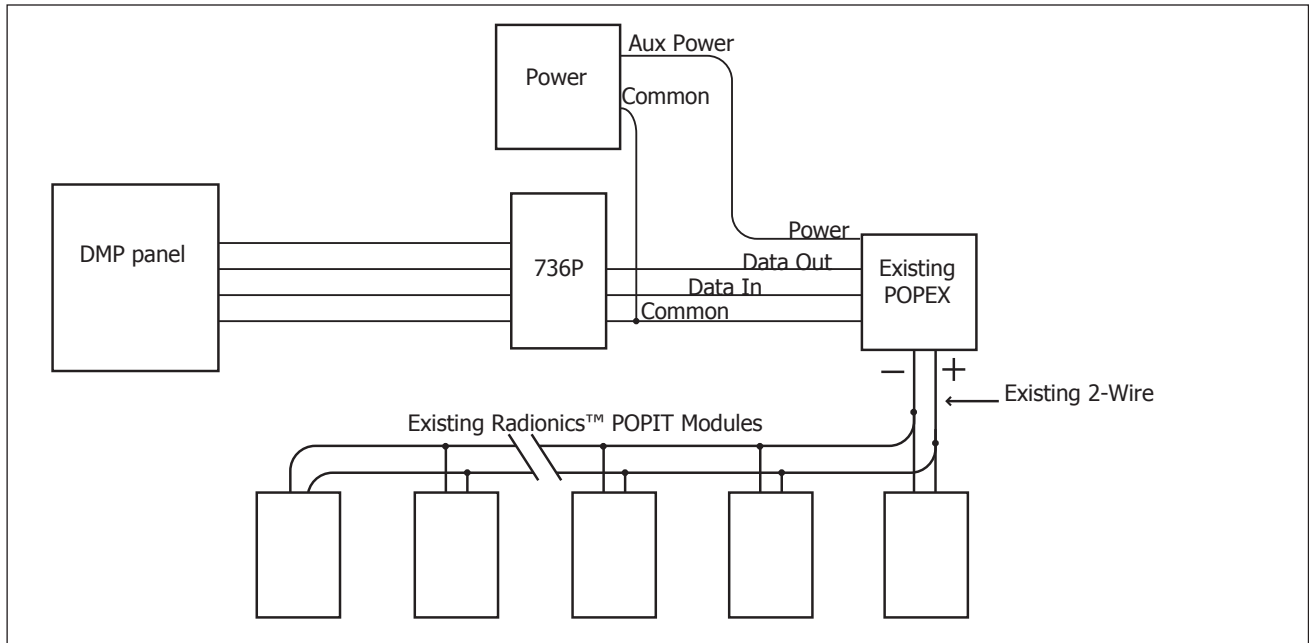 Aux Power
Power
Common
DMP panel
736P
Power
Data Out
Data In
Common
Existing
POPEX
– +
Existing 2-Wire
Existing Radionics™ POPIT Modules